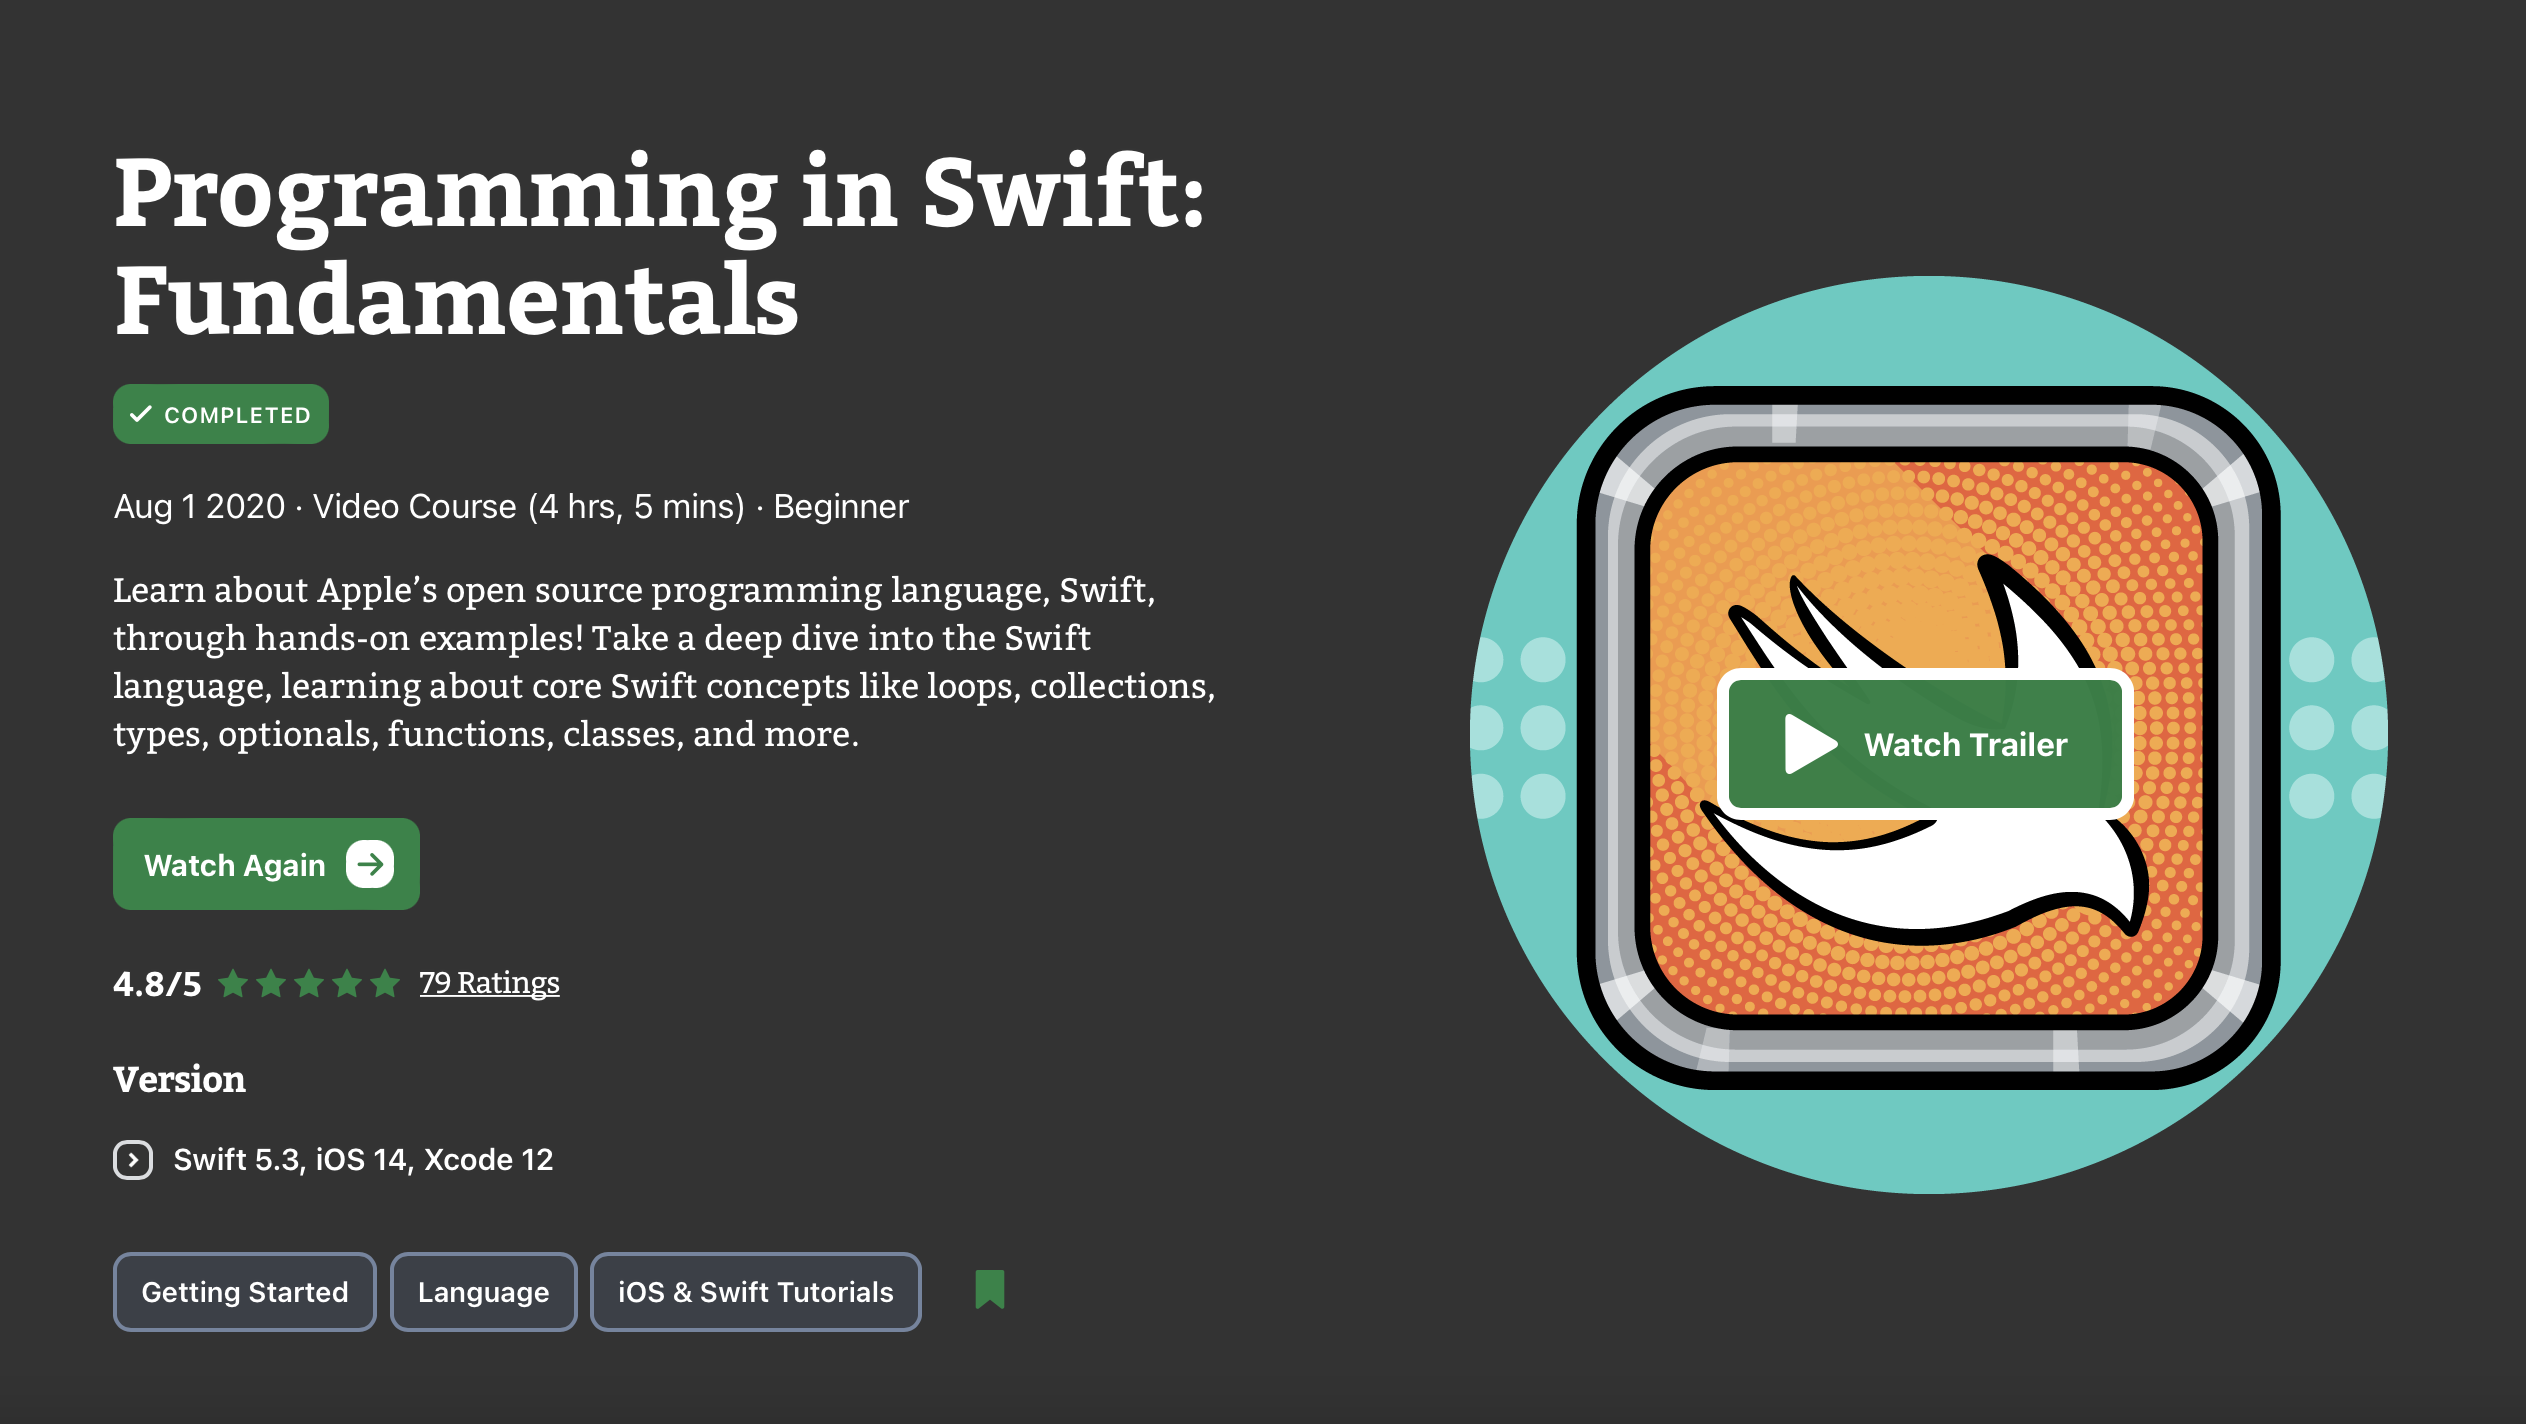 Programming in Swift:
Fundamentals
COMPLETED
Aug 1 2020 · Video Course (4 hrs, 5 mins) · Beginner
Learn about Apple’s open source programming language, Swift,
through hands-on examples! Take a deep dive into the Swift
language, learning about core Swift concepts like loops, collections,
types, optionals, functions, classes, and more.
Watch Again
4.8/5 79 Ratings
Version
Swift 5.3, iOS 14, Xcode 12
Getting Started Language iOS & Swift Tutorials
Watch Trailer